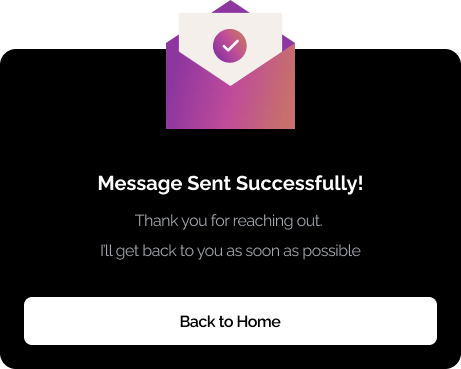 Message Sent Successfully!
Thank you for reaching out.
I'll get back to you as soon as possible
Back to Home